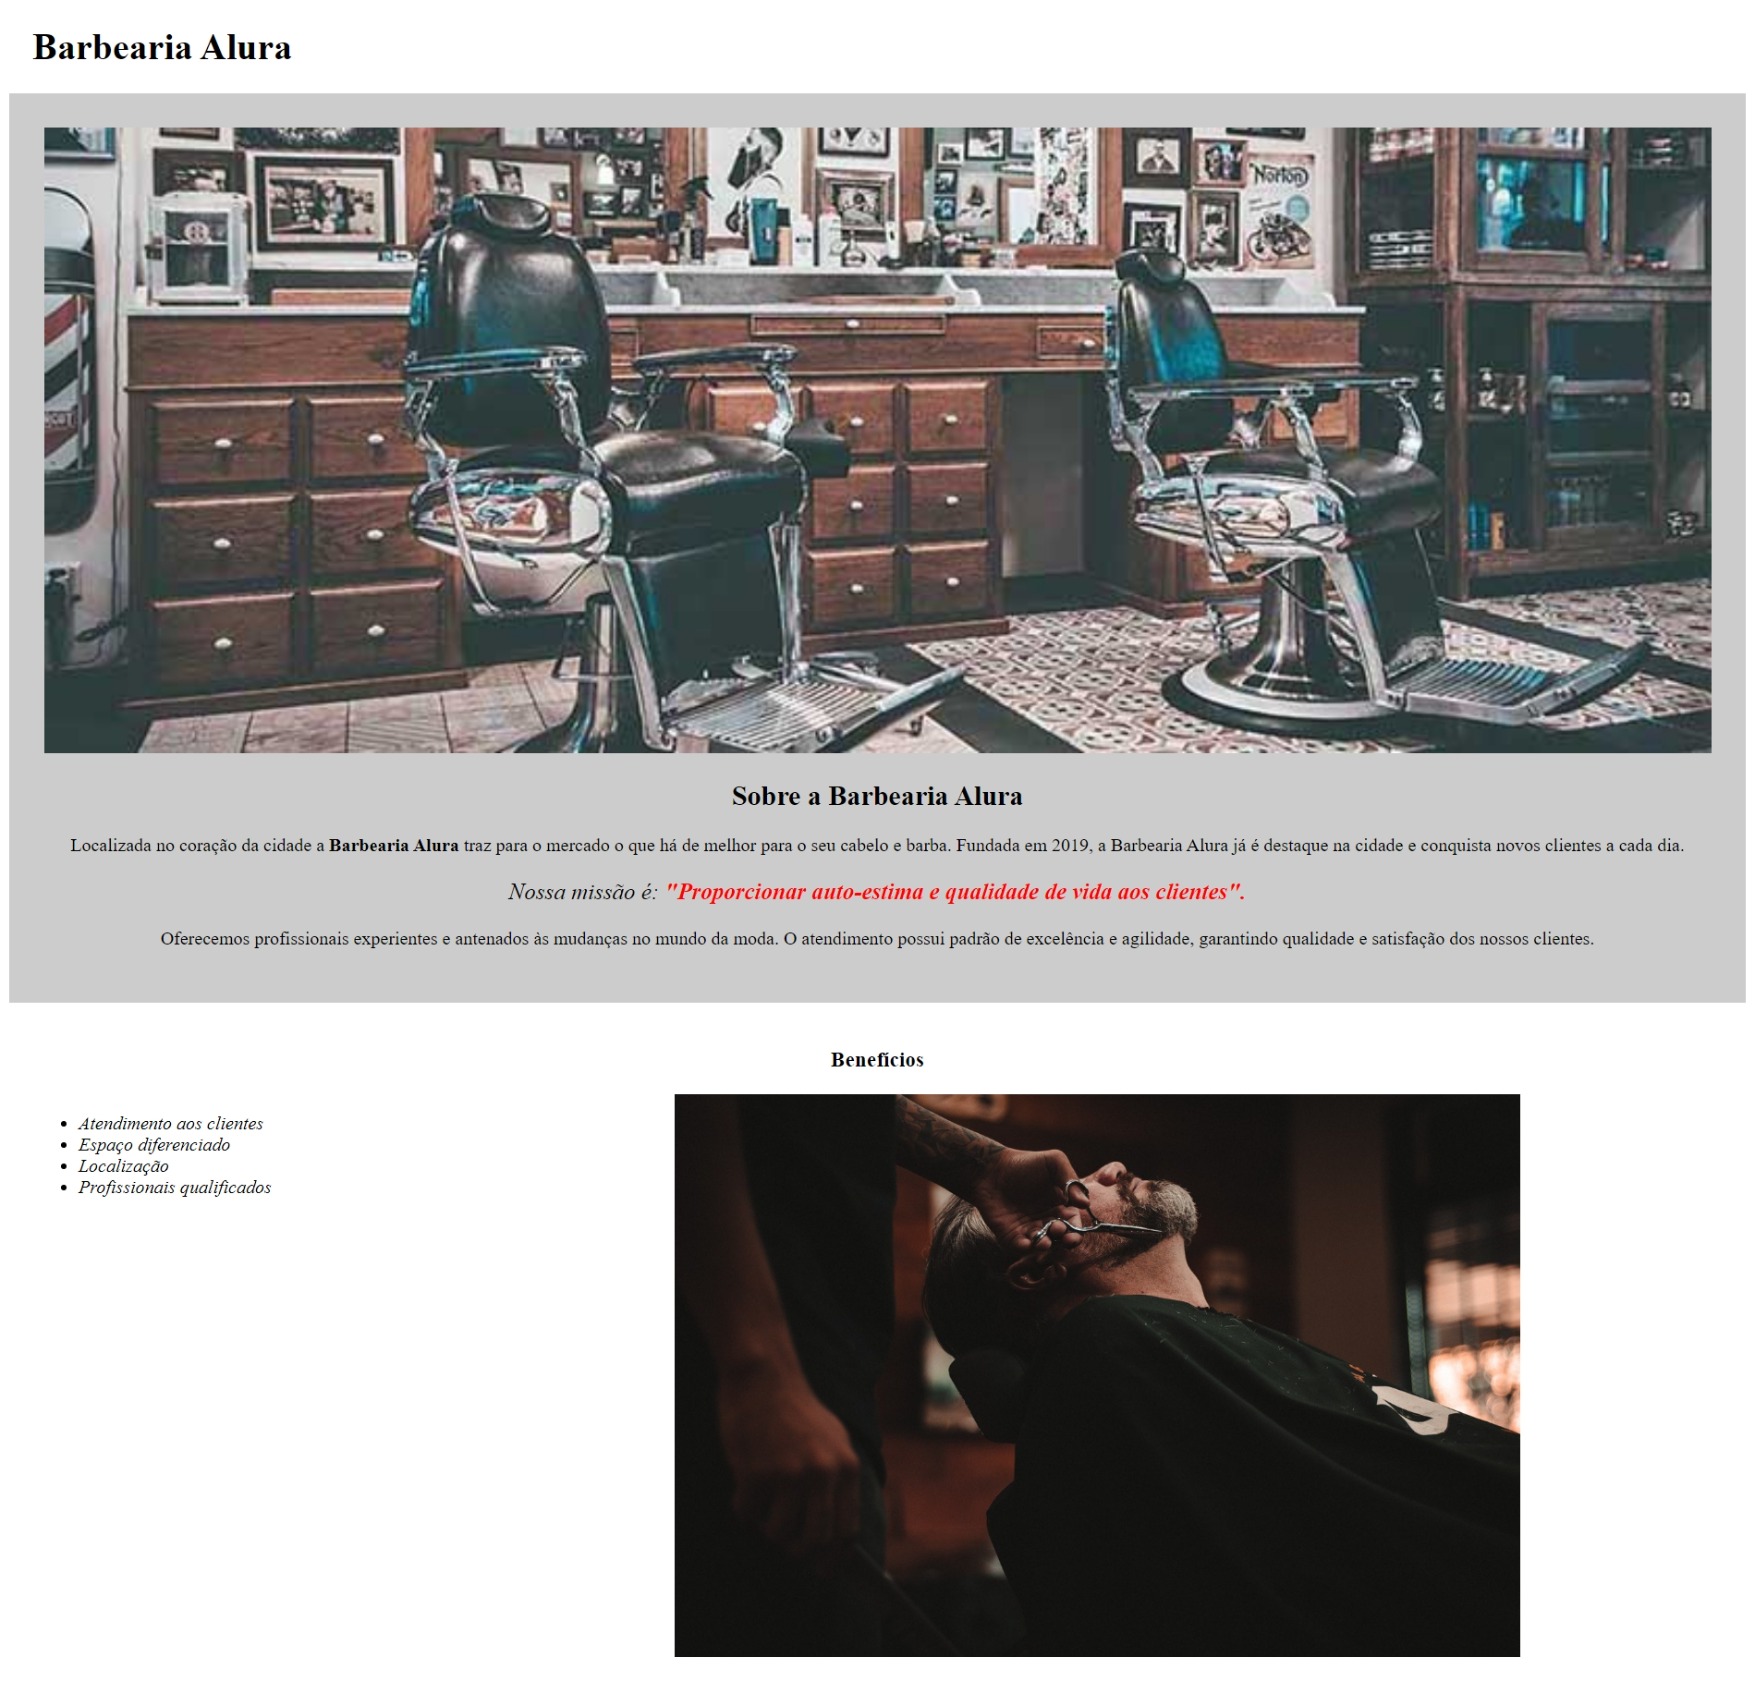 Barbearia Alura
Norton
Sobre a Barbearia Alura
Localizada no coração da cidade a Barbearia Alura traz para o mercado o que há de melhor para o seu cabelo e barba. Fundada em 2019, a Barbearia Alura já é destaque na cidade e conquista novos clientes a cada dia.
Nossa missão é: "Proporcionar auto-estima e qualidade de vida aos clientes".
Oferecemos profissionais experientes e antenados às mudanças no mundo da moda. O atendimento possui padrão de excelência e agilidade, garantindo qualidade e satisfação dos nossos clientes.
Benefícios
Atendimento aos clientes
Espaço diferenciado
Localização
Profissionais qualificados